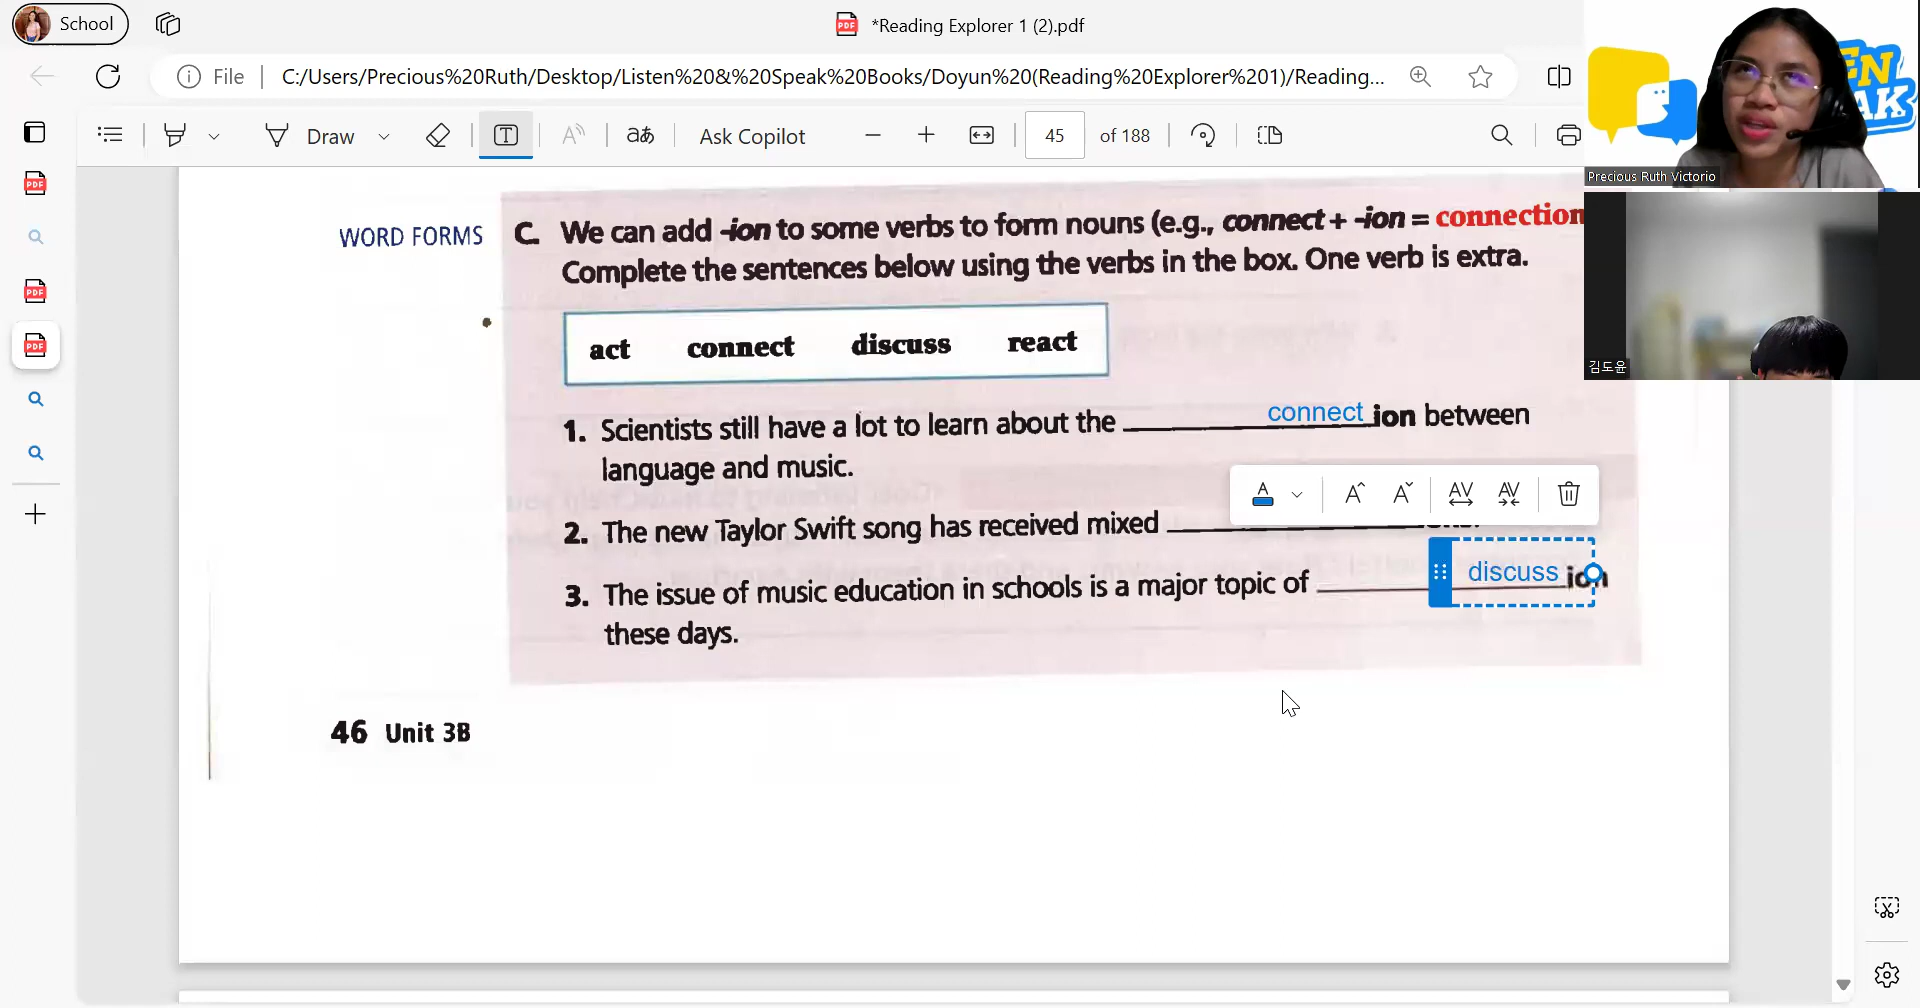 School
*Reading Explorer 1 (2).pdf
File
C:/Users/Precious%20Ruth/Desktop/Listen%20&%20Speak%20Books/Doyun%20(Reading%20Explorer%201)/Reading...
Draw
Ask Copilot
45 of 188
Precious Ruth Victorio
김도윤
WORD FORMS
C. We can add -ion to some verbs to form nouns (e.g., connect + -ion = connection
Complete the sentences below using the verbs in the box. One verb is extra.
act connect discuss react
1. Scientists still have a lot to learn about the connect ion between
language and music.
2. The new Taylor Swift song has received mixed
3. The issue of music education in schools is a major topic of discuss ion
these days.
46 Unit 3B